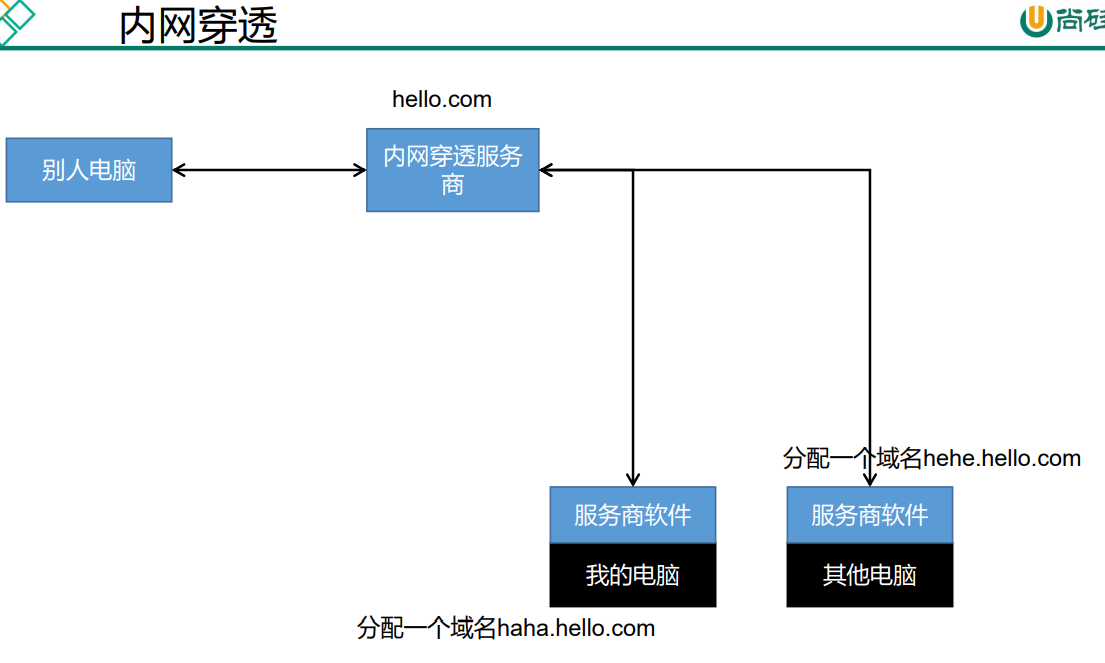 内网穿透
尚硅
hello.com
别人电脑
内网穿透服务
商
分配一个域名hehe.hello.com
服务商软件
服务商软件
我的电脑
其他电脑
分配一个域名haha.hello.com